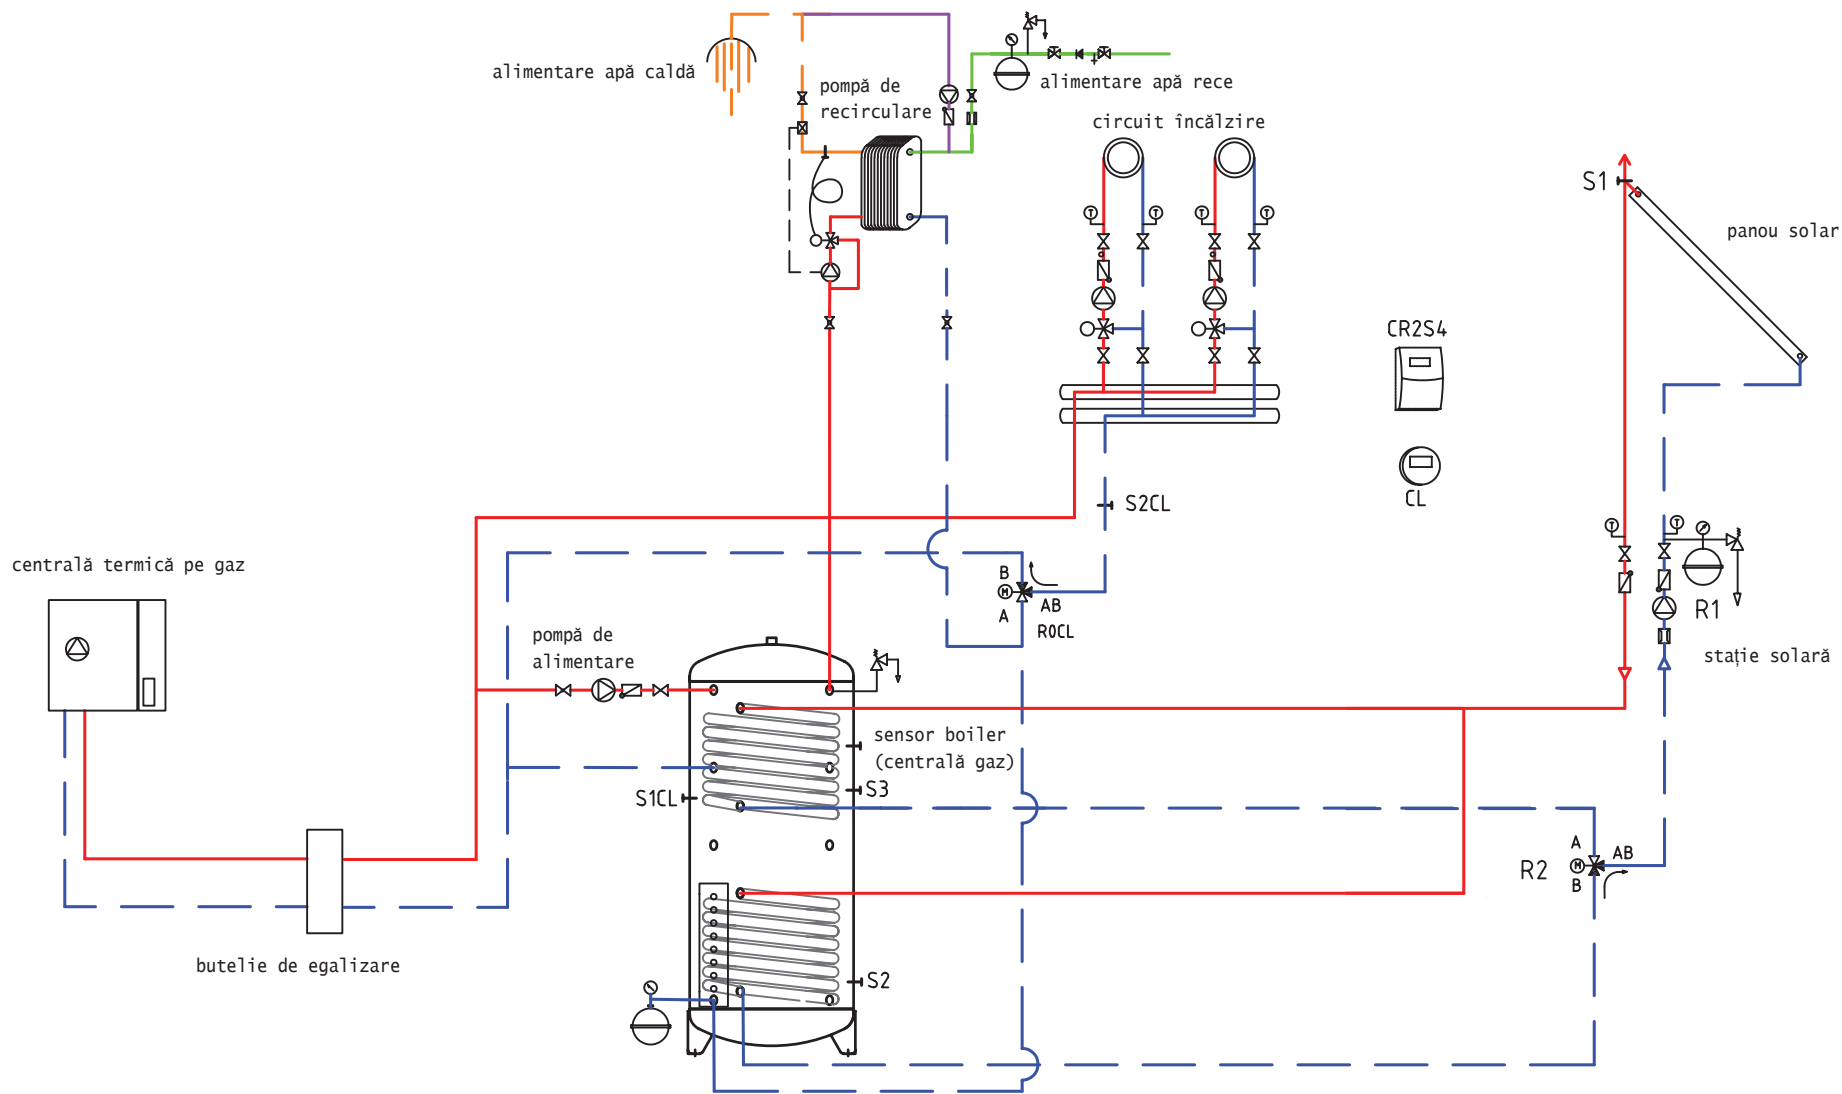 alimentare apă caldă
pompă de
recirculare
alimentare apă rece
circuit încălzire
T
T
T
T
S1
panou solar
CR2S4
CL
S2CL
T
T
R1
stație solară
centrală termică pe gaz
B
M
AB
A
R0CL
pompă de
alimentare
sensor boiler
(centrală gaz)
S3
S1CL
A
M
AB
B
R2
butelie de egalizare
S2